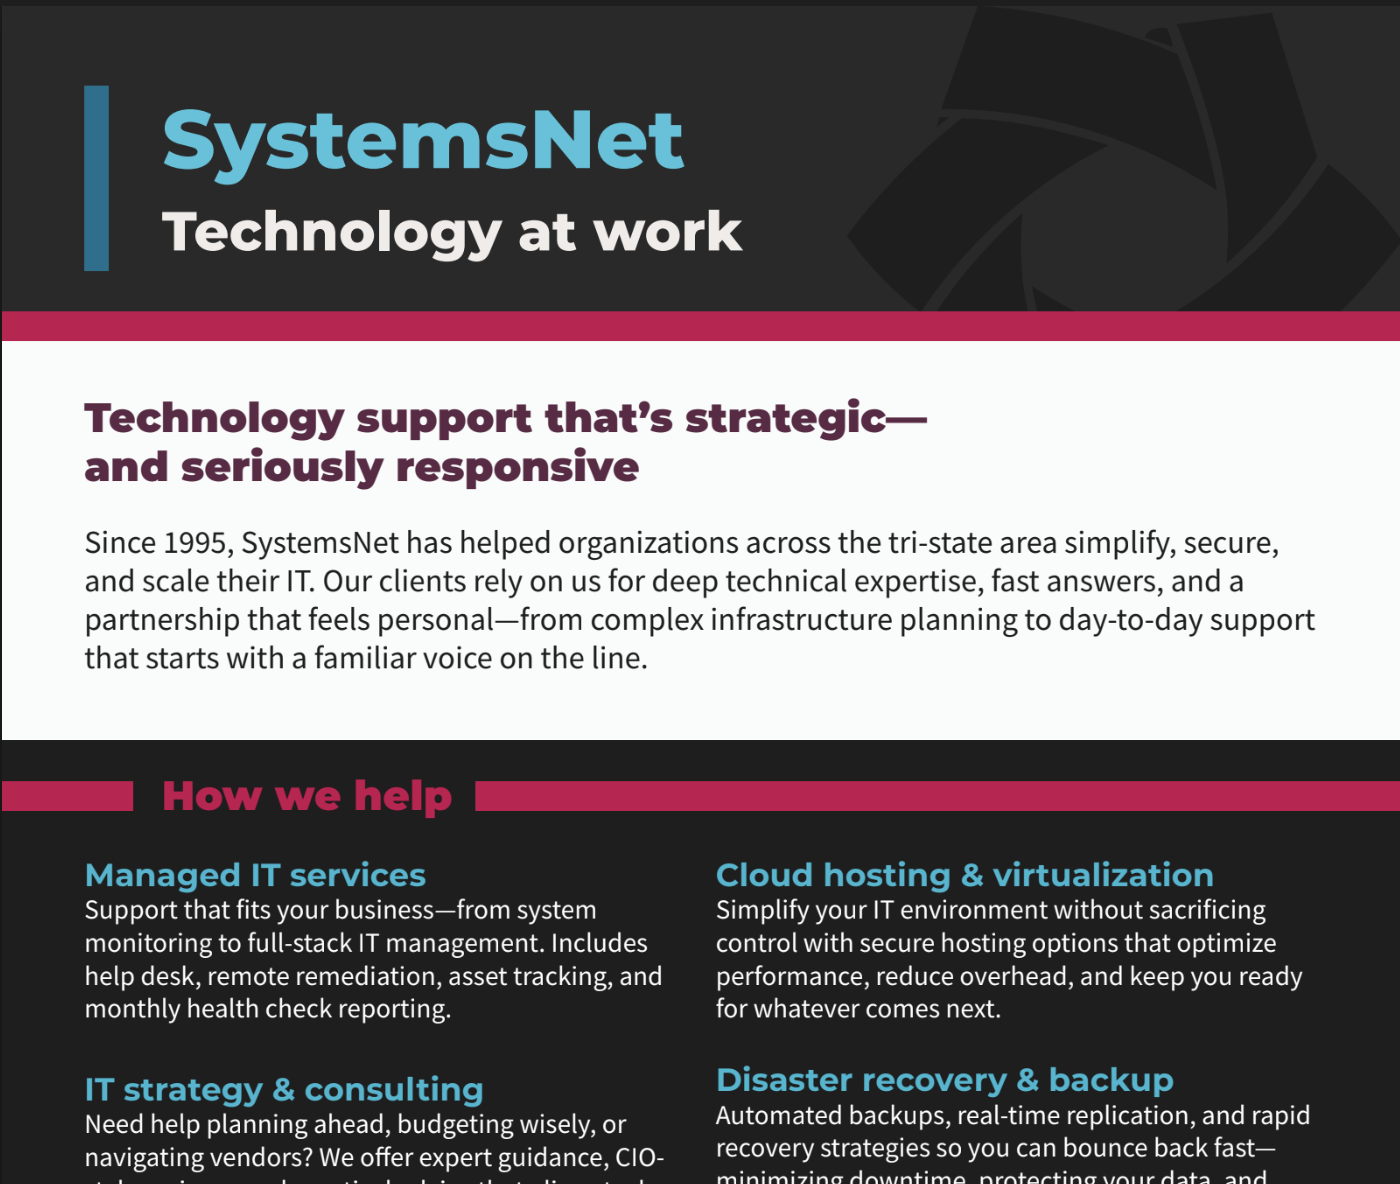 SystemsNet
Technology at work
Technology support that’s strategic—
and seriously responsive
Since 1995, SystemsNet has helped organizations across the tri-state area simplify, secure,
and scale their IT. Our clients rely on us for deep technical expertise, fast answers, and a
partnership that feels personal—from complex infrastructure planning to day-to-day support
that starts with a familiar voice on the line.
How we help
Managed IT services
Support that fits your business—from system
monitoring to full-stack IT management. Includes
help desk, remote remediation, asset tracking, and
monthly health check reporting.
IT strategy & consulting
Need help planning ahead, budgeting wisely, or
navigating vendors? We offer expert guidance, CIO-
Cloud hosting & virtualization
Simplify your IT environment without sacrificing
control with secure hosting options that optimize
performance, reduce overhead, and keep you ready
for whatever comes next.
Disaster recovery & backup
Automated backups, real-time replication, and rapid
recovery strategies so you can bounce back fast—
minimizing downtime, protecting your data, and